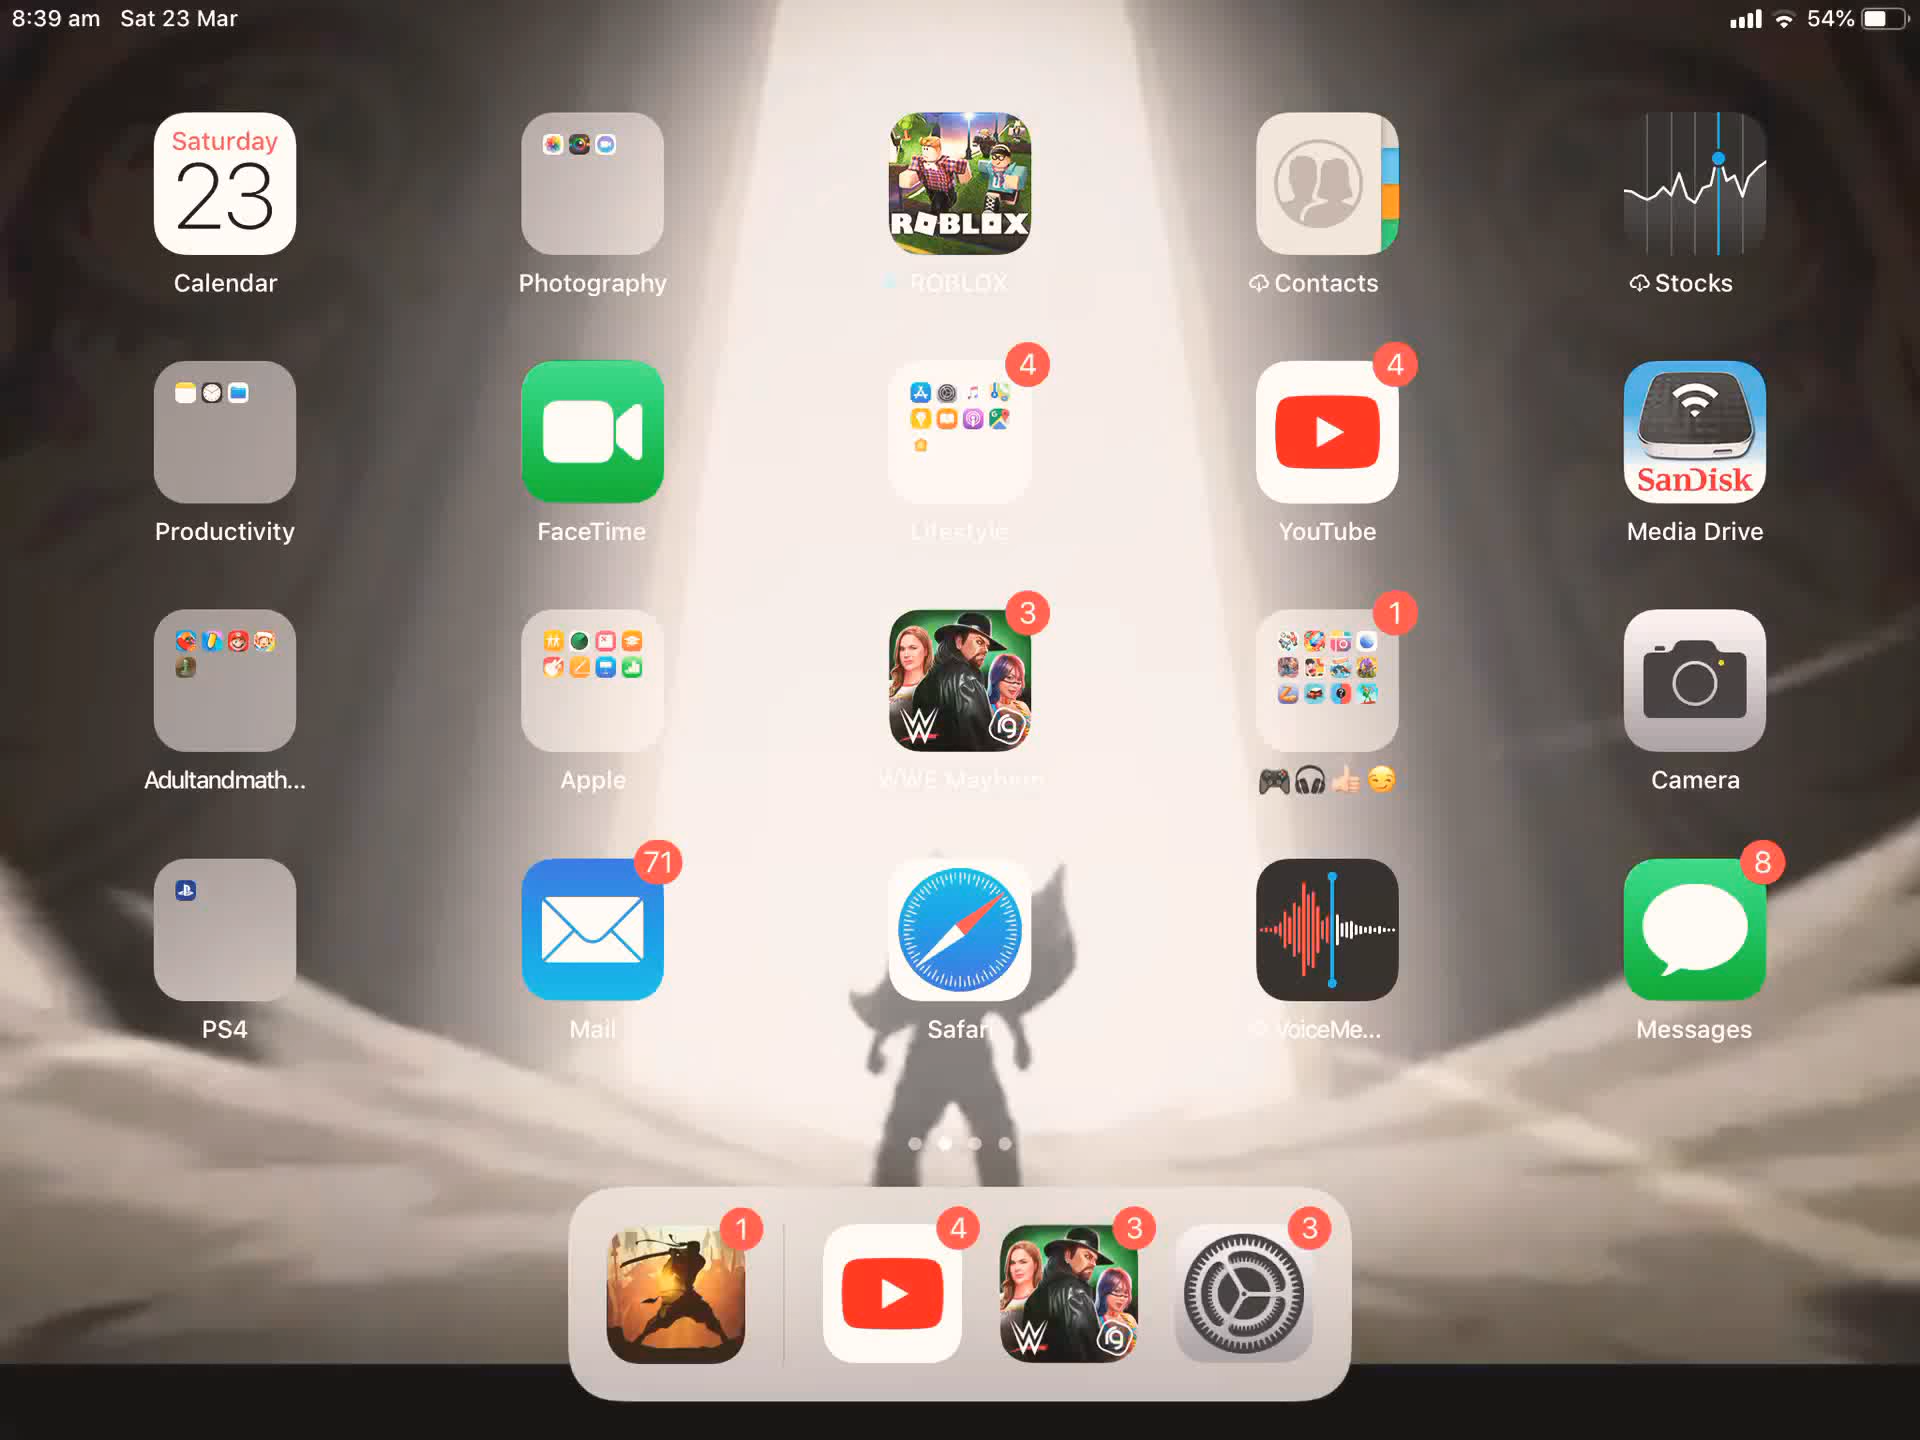 8:39 am Sat 23 Mar 54%
Saturday
23
ROBLOX
Calendar Photography ROBLOX Contacts Stocks
4 4
SanDisk
Productivity FaceTime Lifestyle YouTube Media Drive
3 1
W
Adultandmath... Apple WWE Mayhem 🎮🎧👍🏻😏 Camera
71 8
PS4 Mail Safari VoiceMe... Messages
1 4 3 3
W